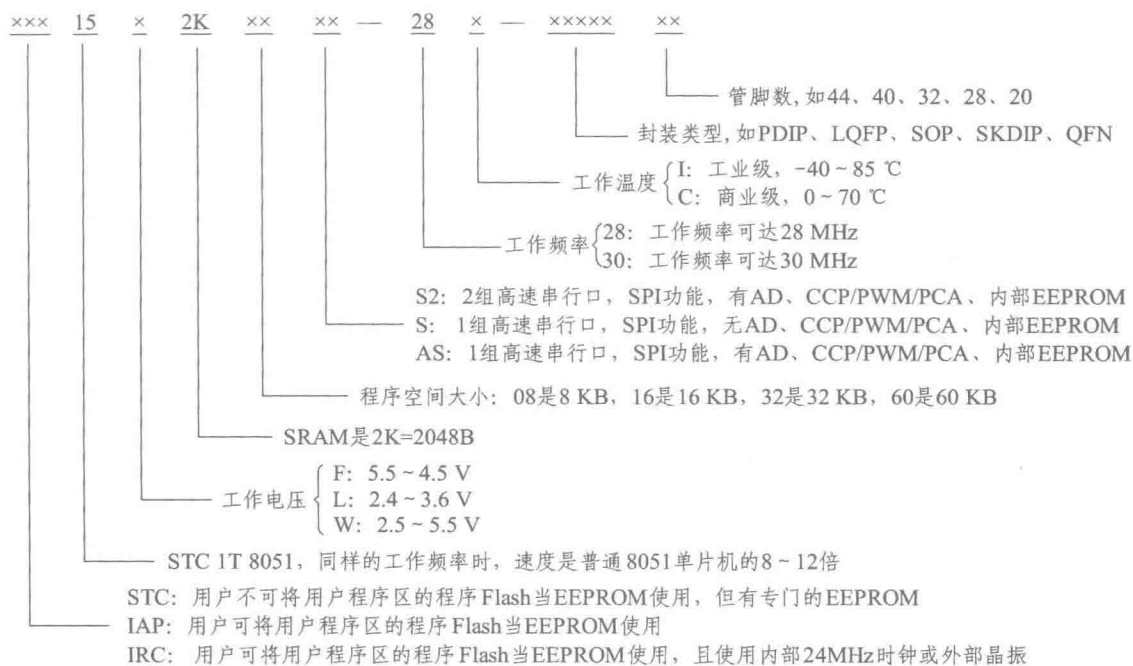 ××× 15 × 2K ×× ×× — 28 × — ××××× ××
管脚数,如44、40、32、28、20
封装类型,如PDIP、LQFP、SOP、SKDIP、QFN
工作温度
I: 工业级, -40~85 ℃
C: 商业级, 0~70 ℃
工作频率
28: 工作频率可达28 MHz
30: 工作频率可达30 MHz
S2: 2组高速串行口, SPI功能, 有AD、CCP/PWM/PCA、内部EEPROM
S: 1组高速串行口, SPI功能, 无AD、CCP/PWM/PCA、内部EEPROM
AS: 1组高速串行口, SPI功能, 有AD、CCP/PWM/PCA、内部EEPROM
程序空间大小: 08是8 KB, 16是16 KB, 32是32 KB, 60是60 KB
SRAM是2K=2048B
工作电压
F: 5.5~4.5 V
L: 2.4~3.6 V
W: 2.5~5.5 V
STC 1T 8051, 同样的工作频率时, 速度是普通8051单片机的8~12倍
STC: 用户不可将用户程序区的程序Flash当EEPROM使用, 但有专门的EEPROM
IAP: 用户可将用户程序区的程序Flash当EEPROM使用
IRC: 用户可将用户程序区的程序Flash当EEPROM使用, 且使用内部24MHz时钟或外部晶振